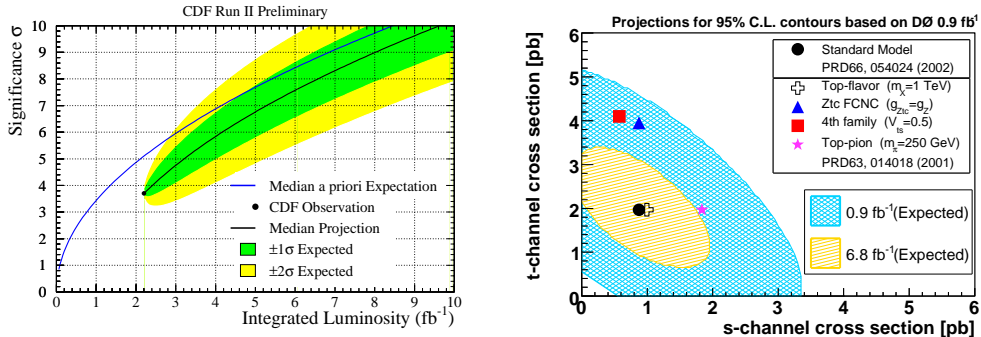 CDF Run II Preliminary
Significance σ
10
9
8
7
6
5
4
3
2
1
0
Median a priori Expectation
CDF Observation
Median Projection
±1σ Expected
±2σ Expected
0 1 2 3 4 5 6 7 8 9 10
Integrated Luminosity (fb⁻¹)
Projections for 95% C.L. contours based on DØ 0.9 fb⁻¹
t-channel cross section [pb]
6
5
4
3
2
1
0
Standard Model
PRD66, 054024 (2002)
Top-flavor (m_X=1 TeV)
Ztc FCNC (g_Ztc=g_Z)
4th family (V_ts=0.5)
Top-pion (m_π=250 GeV)
PRD63, 014018 (2001)
0.9 fb⁻¹(Expected)
6.8 fb⁻¹(Expected)
0 1 2 3 4 5 6
s-channel cross section [pb]